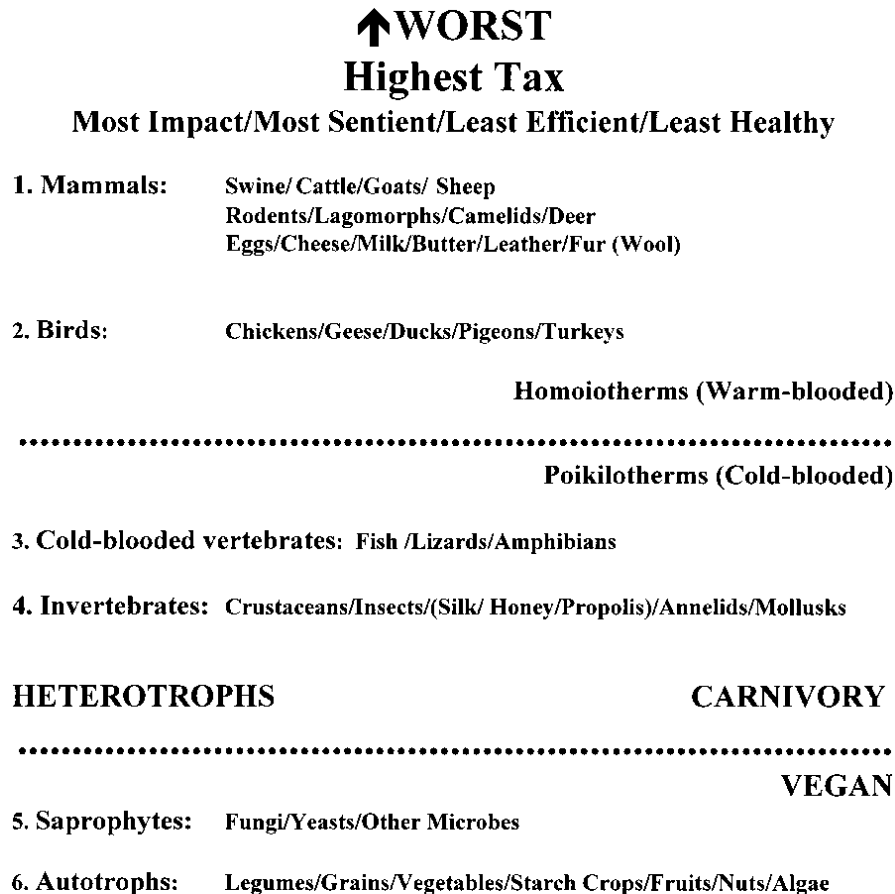 ↑WORST
Highest Tax
Most Impact/Most Sentient/Least Efficient/Least Healthy
1. Mammals: Swine/ Cattle/Goats/ Sheep
Rodents/Lagomorphs/Camelids/Deer
Eggs/Cheese/Milk/Butter/Leather/Fur (Wool)
2. Birds: Chickens/Geese/Ducks/Pigeons/Turkeys
Homoiotherms (Warm-blooded)
Poikilotherms (Cold-blooded)
3. Cold-blooded vertebrates: Fish /Lizards/Amphibians
4. Invertebrates: Crustaceans/Insects/(Silk/ Honey/Propolis)/Annelids/Mollusks
HETEROTROPHS CARNIVORY
VEGAN
5. Saprophytes: Fungi/Yeasts/Other Microbes
6. Autotrophs: Legumes/Grains/Vegetables/Starch Crops/Fruits/Nuts/Algae